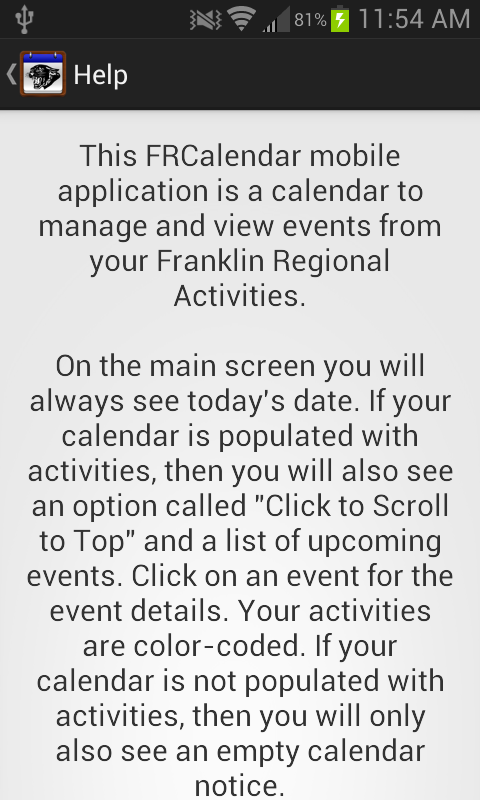 81% 11:54 AM
Help
This FRCalendar mobile
application is a calendar to
manage and view events from
your Franklin Regional
Activities.
On the main screen you will
always see today's date. If your
calendar is populated with
activities, then you will also see
an option called "Click to Scroll
to Top" and a list of upcoming
events. Click on an event for the
event details. Your activities
are color-coded. If your
calendar is not populated with
activities, then you will only
also see an empty calendar
notice.